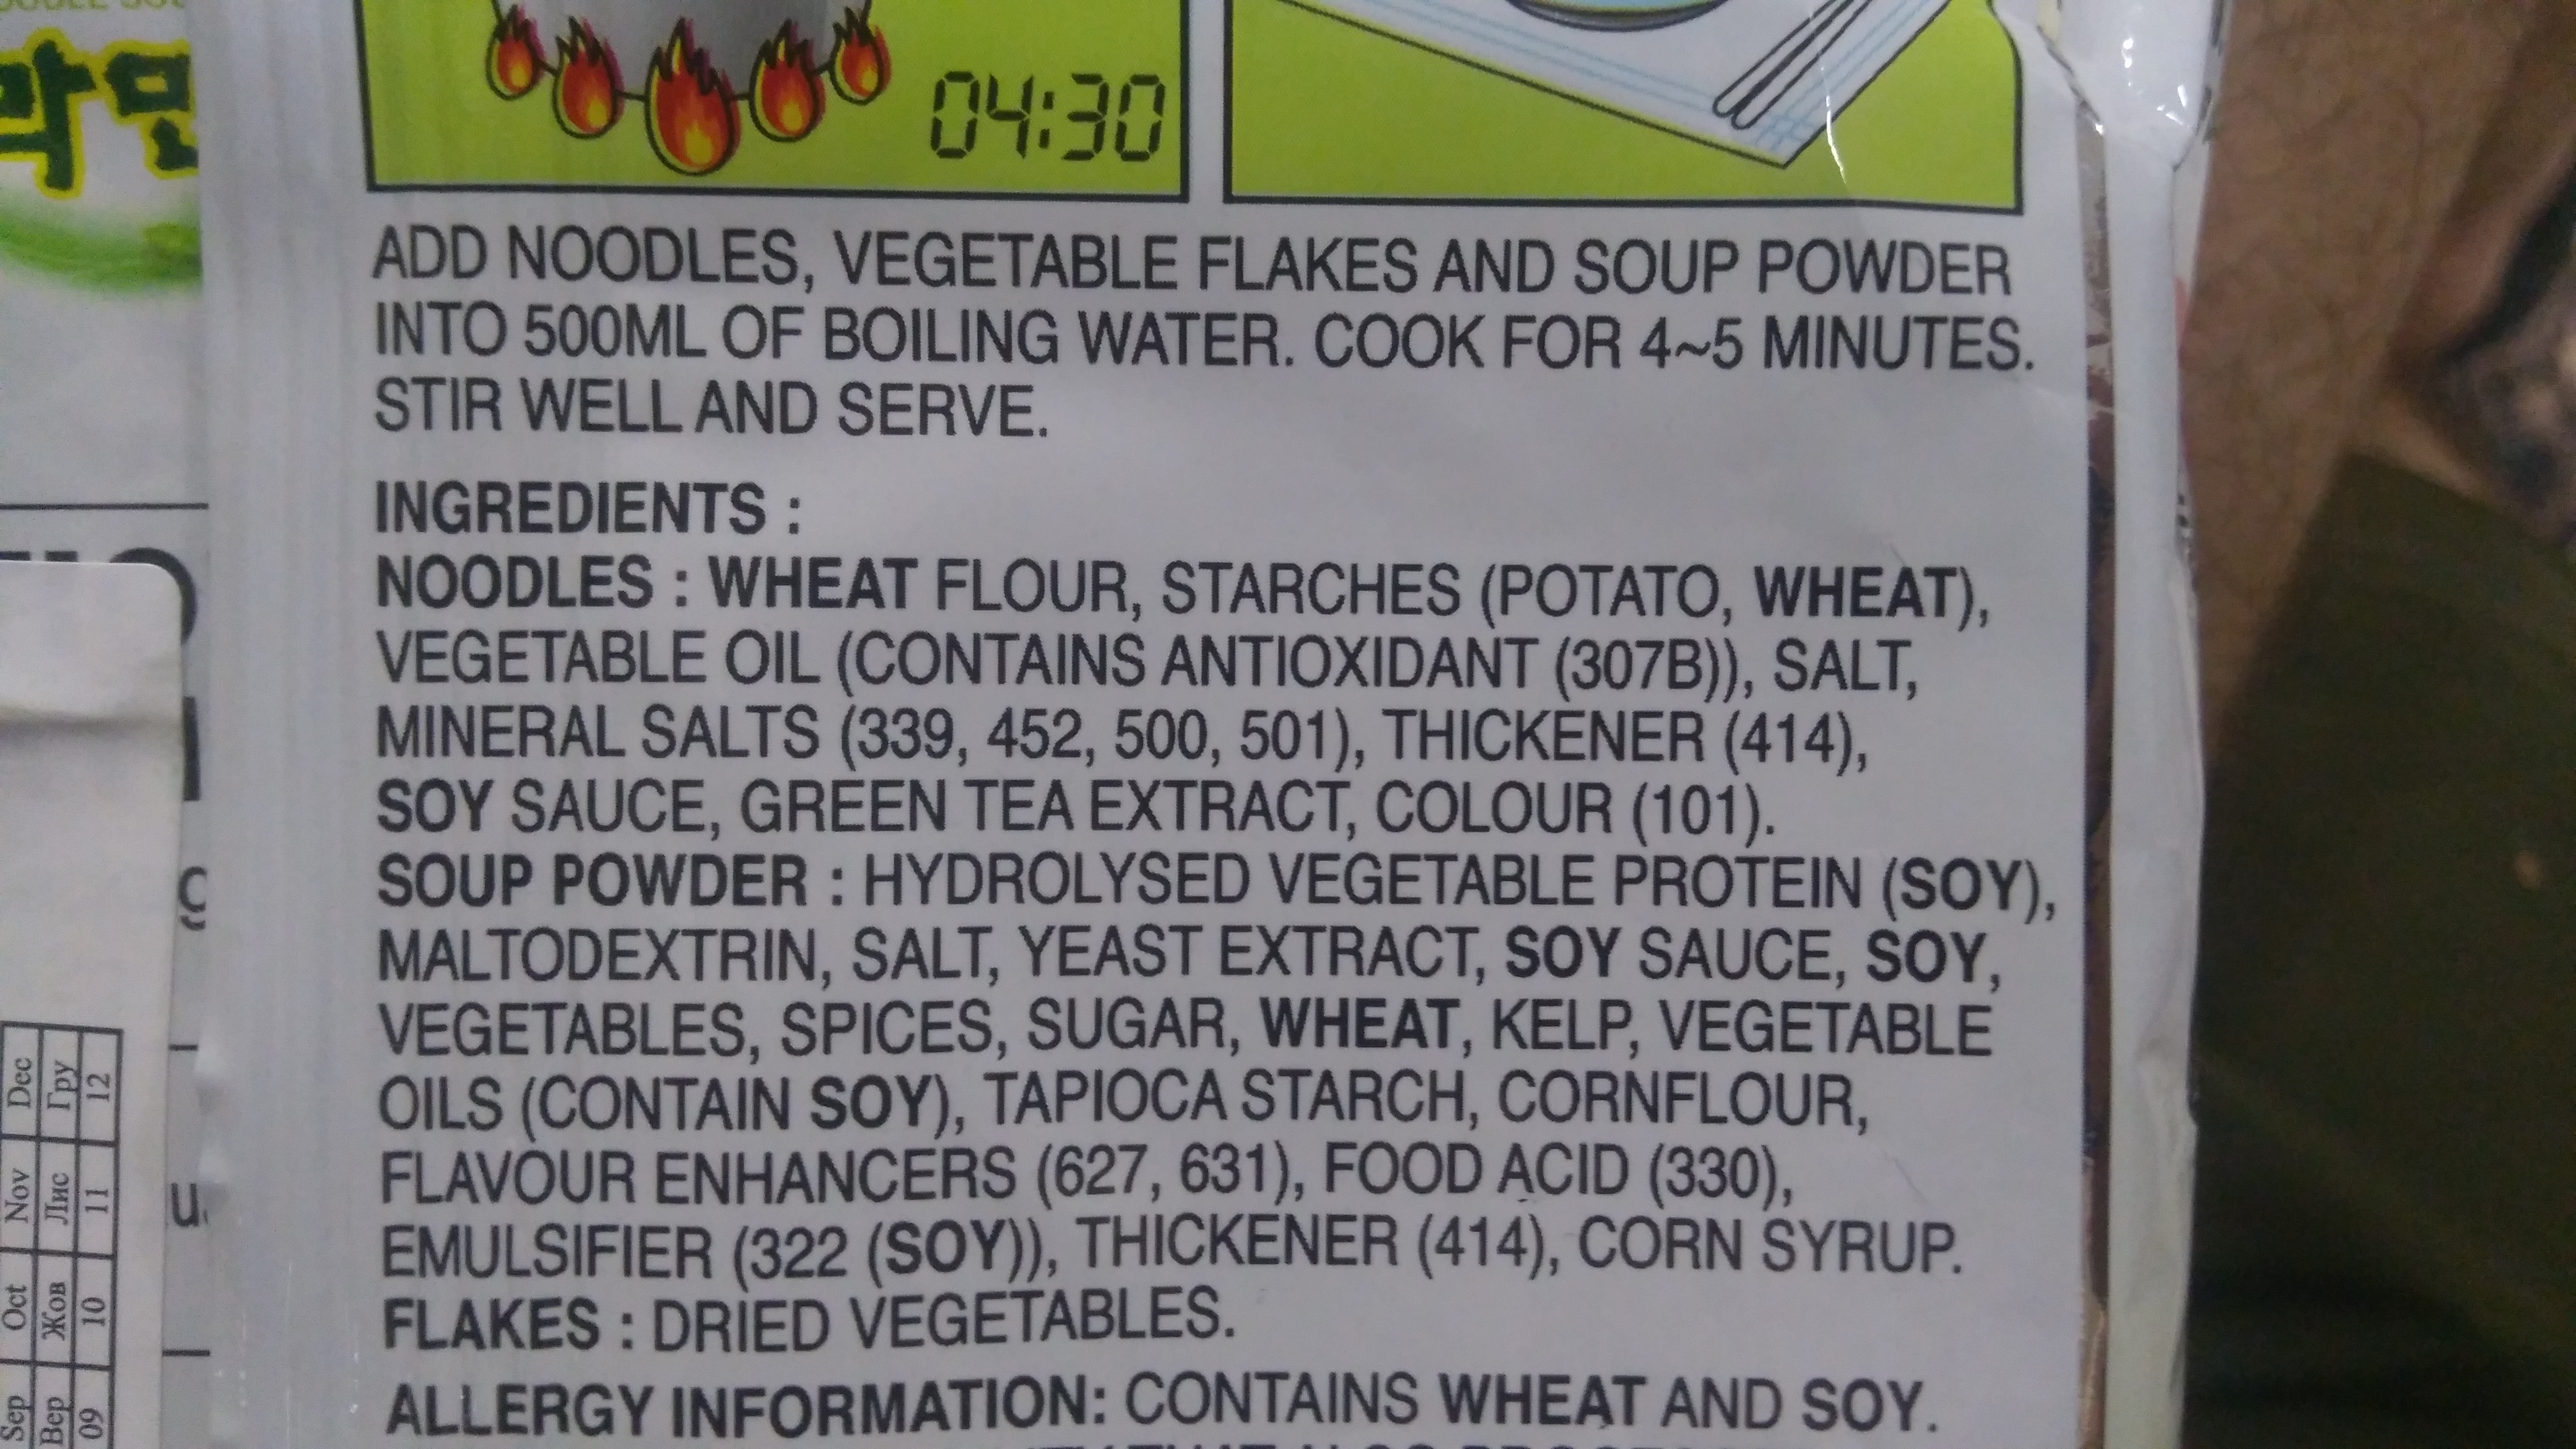 라면
04:30
ADD NOODLES, VEGETABLE FLAKES AND SOUP POWDER
INTO 500ML OF BOILING WATER. COOK FOR 4~5 MINUTES.
STIR WELL AND SERVE.
INGREDIENTS :
NOODLES : WHEAT FLOUR, STARCHES (POTATO, WHEAT),
VEGETABLE OIL (CONTAINS ANTIOXIDANT (307B)), SALT,
MINERAL SALTS (339, 452, 500, 501), THICKENER (414),
SOY SAUCE, GREEN TEA EXTRACT, COLOUR (101).
SOUP POWDER : HYDROLYSED VEGETABLE PROTEIN (SOY),
MALTODEXTRIN, SALT, YEAST EXTRACT, SOY SAUCE, SOY,
VEGETABLES, SPICES, SUGAR, WHEAT, KELP, VEGETABLE
OILS (CONTAIN SOY), TAPIOCA STARCH, CORNFLOUR,
FLAVOUR ENHANCERS (627, 631), FOOD ACID (330),
EMULSIFIER (322 (SOY)), THICKENER (414), CORN SYRUP.
FLAKES : DRIED VEGETABLES.
ALLERGY INFORMATION: CONTAINS WHEAT AND SOY.
Sep Oct Nov Dec
Вер Жов Лис Гру
09 10 11 12